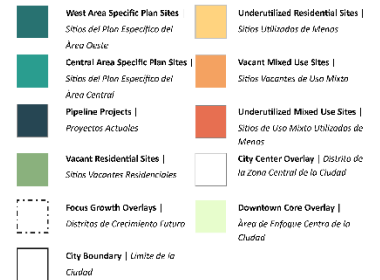 West Area Specific Plan Sites
Sitios del Plan Específico del
Área Oeste
Central Area Specific Plan Sites |
Sitios del Plan Específico del
Área Central
Pipeline Projects |
Proyectos Actuales
Vacant Residential Sites |
Sitios Vacantes Residenciales
Focus Growth Overlays |
Distritos de Crecimiento Futuro
City Boundary | Límite de la
Ciudad
Underutilized Residential Sites |
Sitios Utilizados de Menos
Vacant Mixed Use Sites |
Sitios Vacantes de Uso Mixto
Underutilized Mixed Use Sites |
Sitios de Uso Mixto Utilizados de
Menos
City Center Overlay | Distrito de
la Zona Central de la Ciudad
Downtown Core Overlay |
Área de Enfoque Centro de la
Ciudad